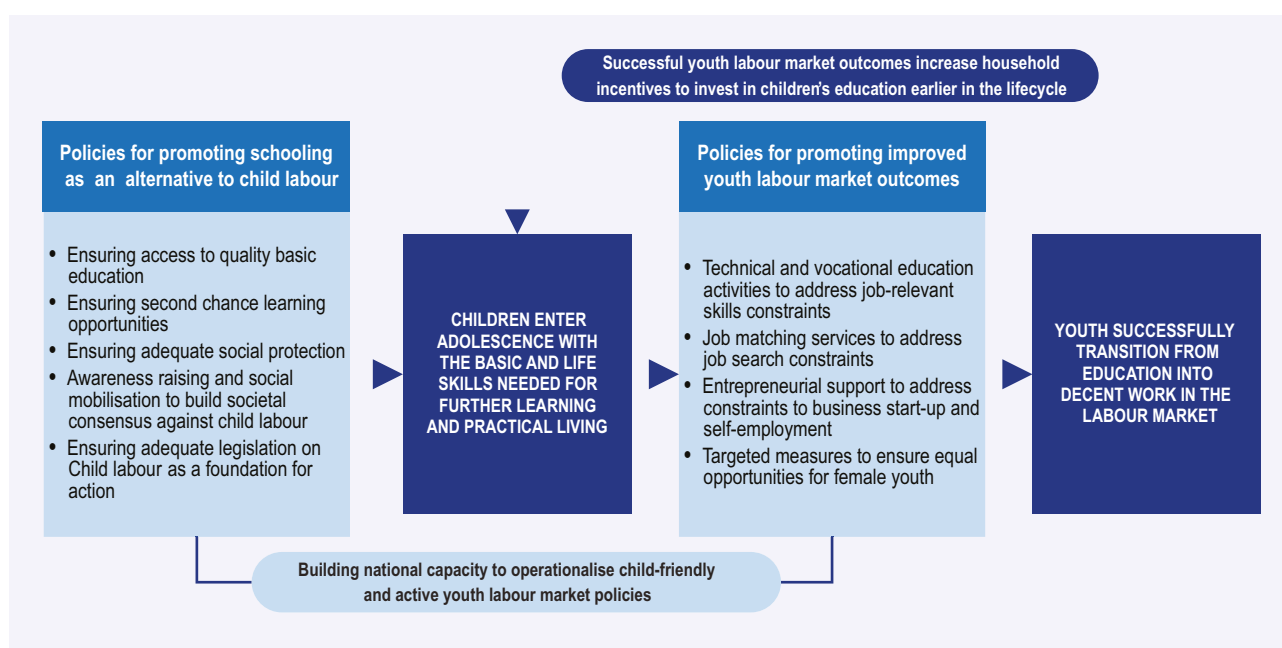 Successful youth labour market outcomes increase household
incentives to invest in children's education earlier in the lifecycle
Policies for promoting schooling
as an alternative to child labour
• Ensuring access to quality basic
education
• Ensuring second chance learning
opportunities
• Ensuring adequate social protection
• Awareness raising and social
mobilisation to build societal
consensus against child labour
• Ensuring adequate legislation on
Child labour as a foundation for
action
CHILDREN ENTER
ADOLESCENCE WITH
THE BASIC AND LIFE
SKILLS NEEDED FOR
FURTHER LEARNING
AND PRACTICAL LIVING
Policies for promoting improved
youth labour market outcomes
• Technical and vocational education
activities to address job-relevant
skills constraints
• Job matching services to address
job search constraints
• Entrepreneurial support to address
constraints to business start-up and
self-employment
• Targeted measures to ensure equal
opportunities for female youth
YOUTH SUCCESSFULLY
TRANSITION FROM
EDUCATION INTO
DECENT WORK IN THE
LABOUR MARKET
Building national capacity to operationalise child-friendly
and active youth labour market policies